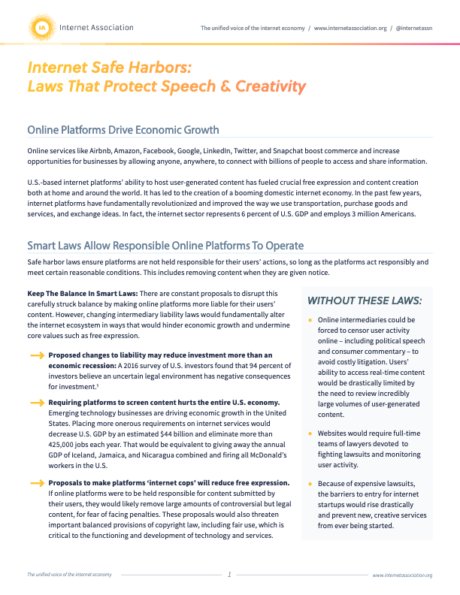 IA Internet Association
The unified voice of the internet economy / www.internetassociation.org / @internetassn
Internet Safe Harbors:
Laws That Protect Speech & Creativity
Online Platforms Drive Economic Growth
Online services like Airbnb, Amazon, Facebook, Google, LinkedIn, Twitter, and Snapchat boost commerce and increase
opportunities for businesses by allowing anyone, anywhere, to connect with billions of people to access and share information.
U.S.-based internet platforms' ability to host user-generated content has fueled crucial free expression and content creation
both at home and around the world. It has led to the creation of a booming domestic internet economy. In the past few years,
internet platforms have fundamentally revolutionized and improved the way we use transportation, purchase goods and
services, and exchange ideas. In fact, the internet sector represents 6 percent of U.S. GDP and employs 3 million Americans.
Smart Laws Allow Responsible Online Platforms To Operate
Safe harbor laws ensure platforms are not held responsible for their users' actions, so long as the platforms act responsibly and
meet certain reasonable conditions. This includes removing content when they are given notice.
Keep The Balance In Smart Laws: There are constant proposals to disrupt this
carefully struck balance by making online platforms more liable for their users'
content. However, changing intermediary liability laws would fundamentally alter
the internet ecosystem in ways that would hinder economic growth and undermine
core values such as free expression.
Proposed changes to liability may reduce investment more than an
economic recession: A 2016 survey of U.S. investors found that 94 percent of
investors believe an uncertain legal environment has negative consequences
for investment.¹
Requiring platforms to screen content hurts the entire U.S. economy.
Emerging technology businesses are driving economic growth in the United
States. Placing more onerous requirements on internet services would
decrease U.S. GDP by an estimated $44 billion and eliminate more than
425,000 jobs each year. That would be equivalent to giving away the annual
GDP of Iceland, Jamaica, and Nicaragua combined and firing all McDonald's
workers in the U.S.
Proposals to make platforms 'internet cops' will reduce free expression.
If online platforms were to be held responsible for content submitted by
their users, they would likely remove large amounts of controversial but legal
content, for fear of facing penalties. These proposals would also threaten
important balanced provisions of copyright law, including fair use, which is
critical to the functioning and development of technology and services.
WITHOUT THESE LAWS:
Online intermediaries could be
forced to censor user activity
online – including political speech
and consumer commentary – to
avoid costly litigation. Users'
ability to access real-time content
would be drastically limited by
the need to review incredibly
large volumes of user-generated
content.
Websites would require full-time
teams of lawyers devoted to
fighting lawsuits and monitoring
user activity.
Because of expensive lawsuits,
the barriers to entry for internet
startups would rise drastically
and prevent new, creative services
from ever being started.
The unified voice of the internet economy
1
www.internetassociation.org